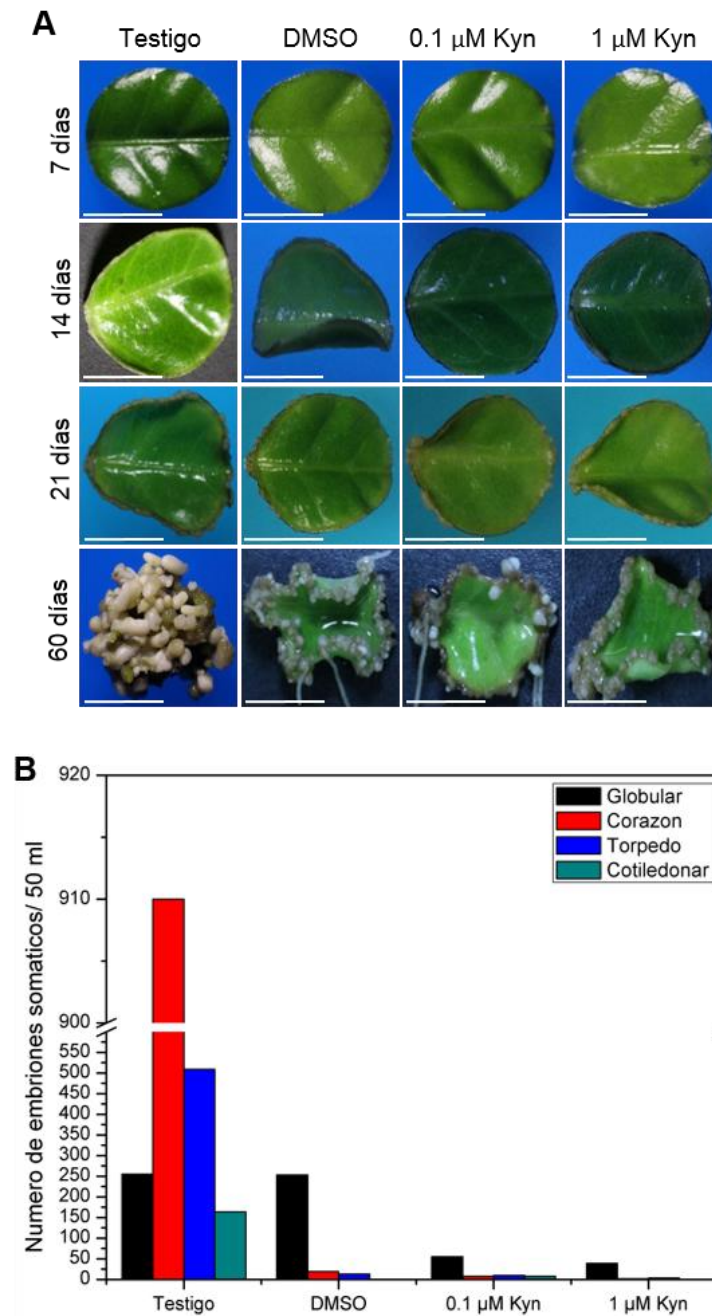 A
Testigo DMSO 0.1 μM Kyn 1 μM Kyn
7 días
14 días
21 días
60 días
B
920
910
900
550
500
450
400
350
300
250
200
150
100
50
0
Numero de embriones somaticos/ 50 ml
Globular
Corazon
Torpedo
Cotiledonar
Testigo DMSO 0.1 μM Kyn 1 μM Kyn